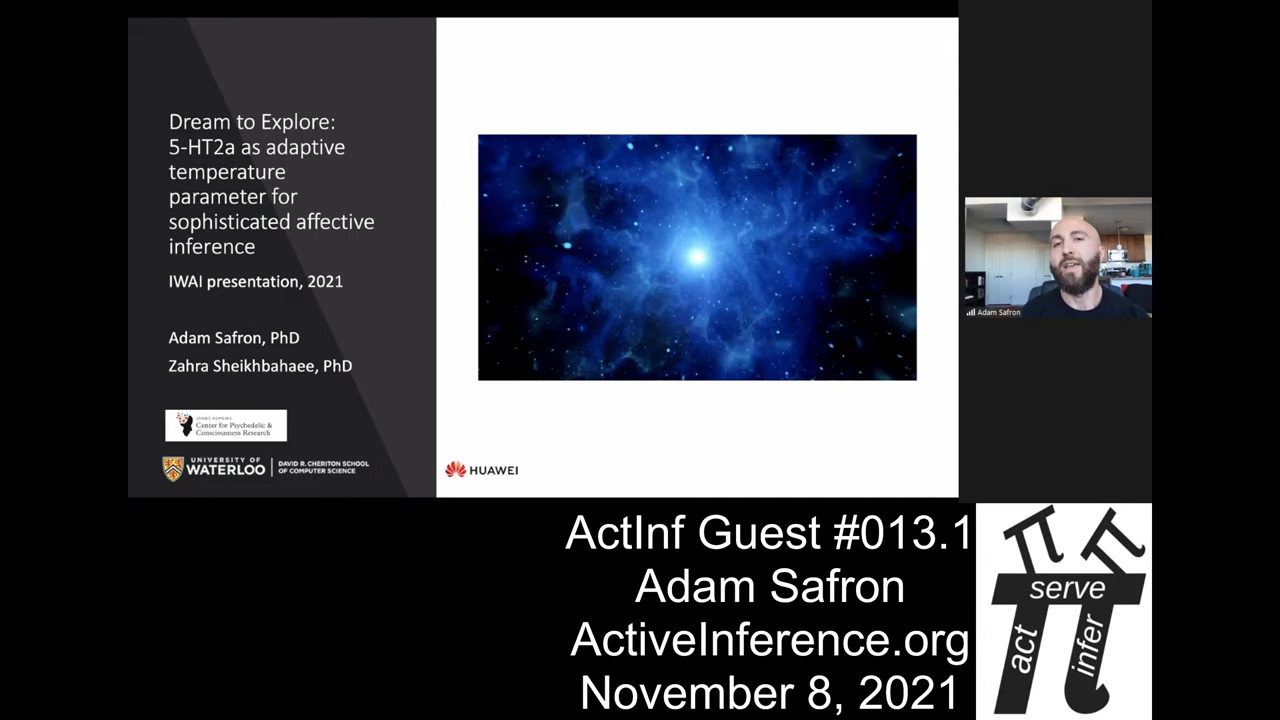 Dream to Explore:
5-HT2a as adaptive
temperature
parameter for
sophisticated affective
inference
IWAI presentation, 2021
Adam Safron, PhD
Zahra Sheikhbahaee, PhD
JOHNS HOPKINS
Center for Psychedelic &
Consciousness Research
UNIVERSITY OF
WATERLOO
DAVID R. CHERITON SCHOOL
OF COMPUTER SCIENCE
HUAWEI
Adam Safron
ActInf Guest #013.1
Adam Safron
ActiveInference.org
November 8, 2021
serve
act
infer